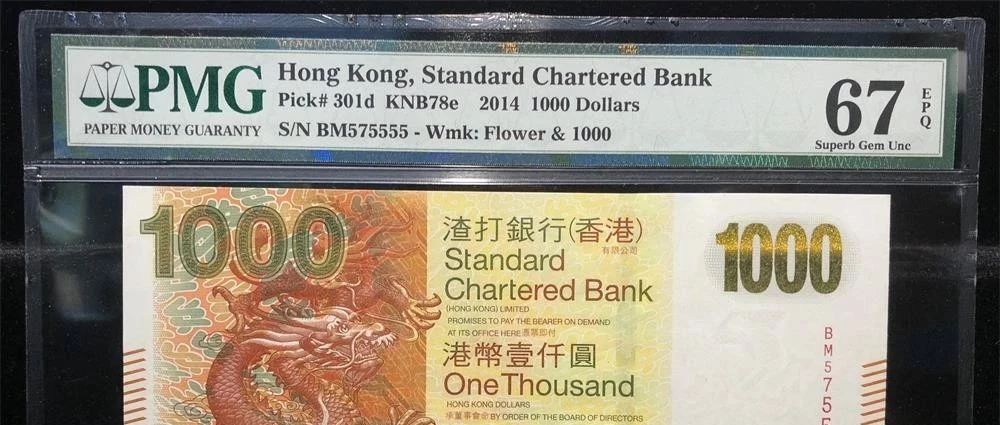 PMG
PAPER MONEY GUARANTY
Hong Kong, Standard Chartered Bank
Pick# 301d KNB78e 2014 1000 Dollars
S/N BM575555 - Wmk: Flower & 1000
67
EPQ
Superb Gem Unc
1000
渣打銀行(香港)
有限公司
Standard
Chartered Bank
(HONG KONG) LIMITED
PROMISES TO PAY THE BEARER ON DEMAND
AT ITS OFFICE HERE 憑票即付
港幣壹仟圓
One Thousand
HONG KONG DOLLARS
承董事會命 BY ORDER OF THE BOARD OF DIRECTORS
1000
BM5755